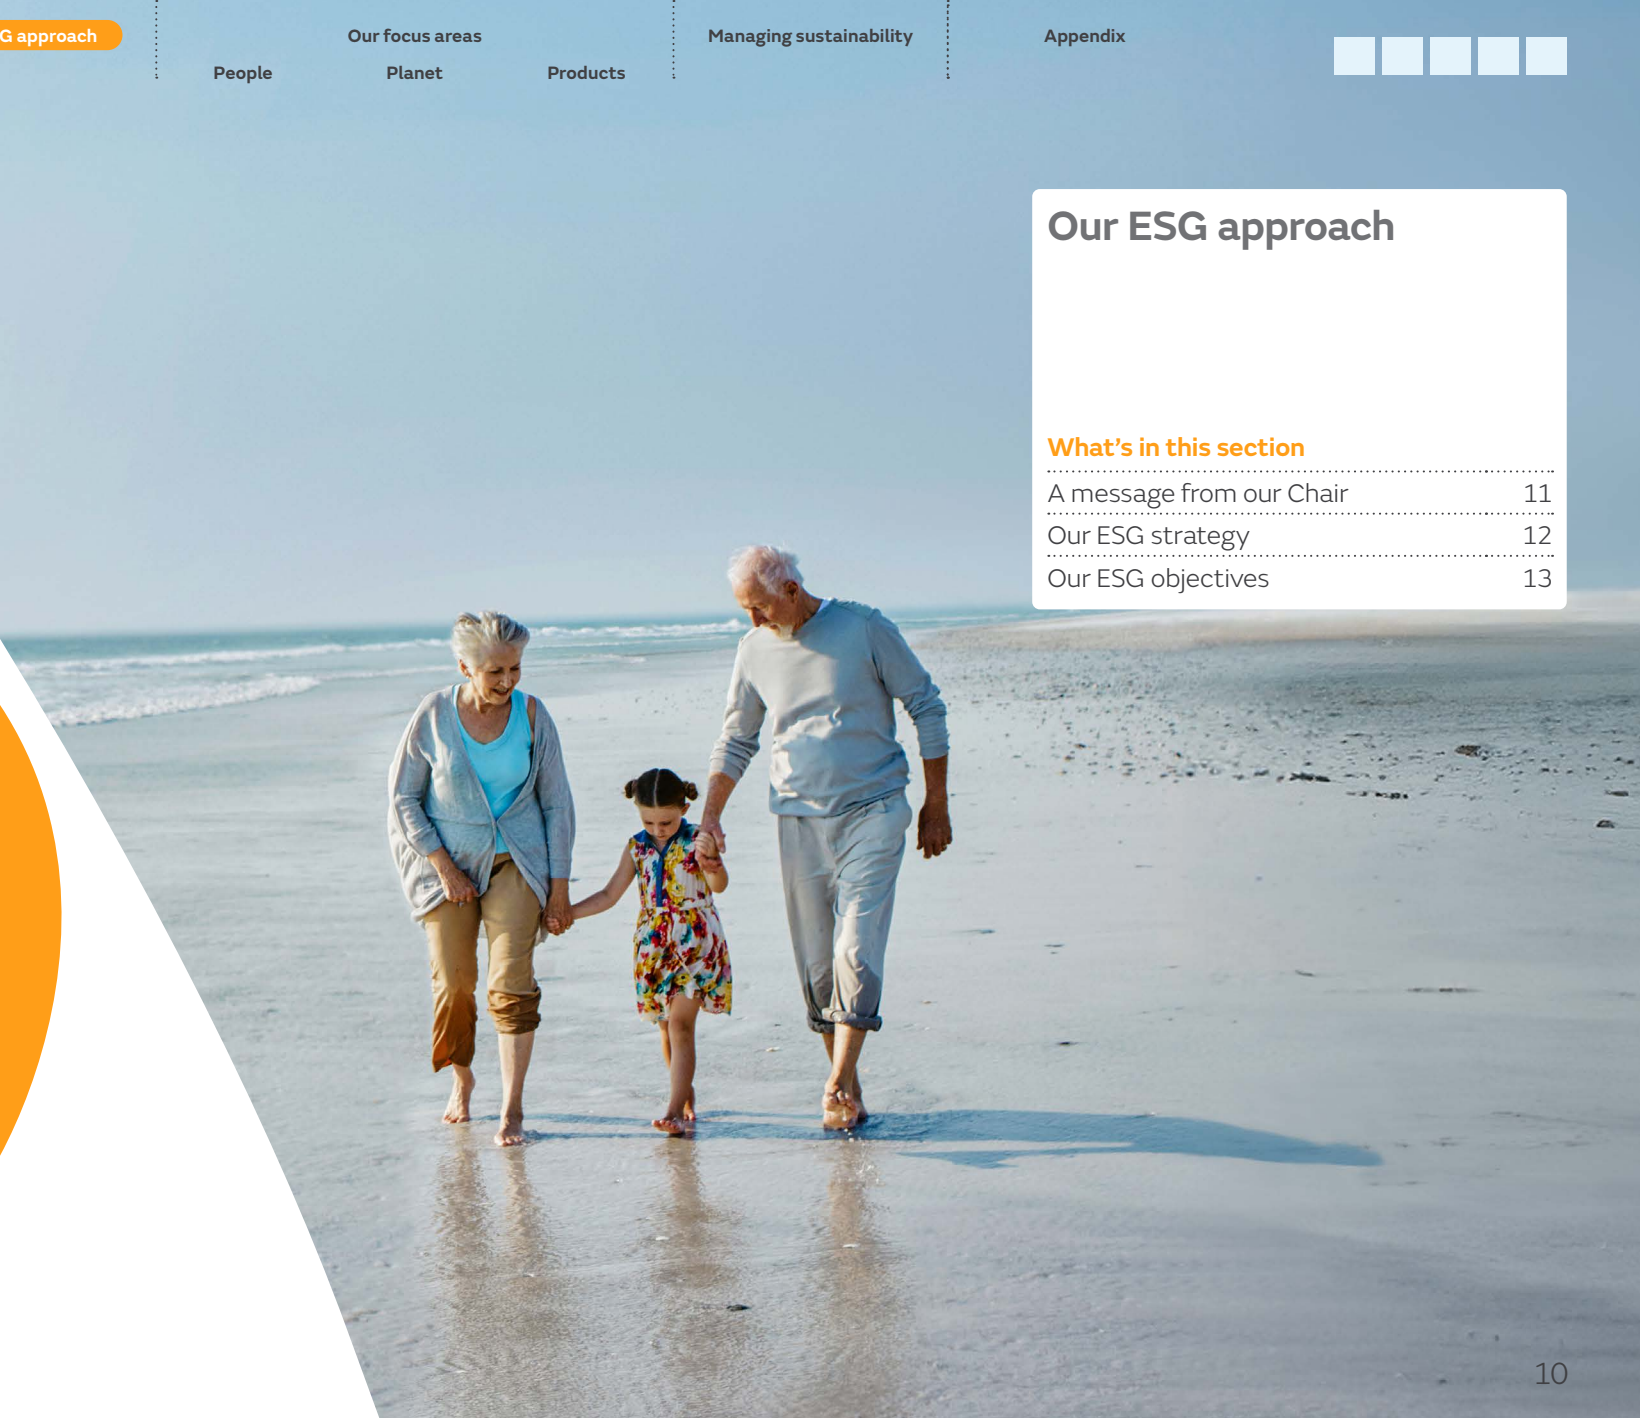 G approach
Our focus areas
Managing sustainability
Appendix
People
Planet
Products
Our ESG approach
What’s in this section
A message from our Chair 11
Our ESG strategy 12
Our ESG objectives 13
10